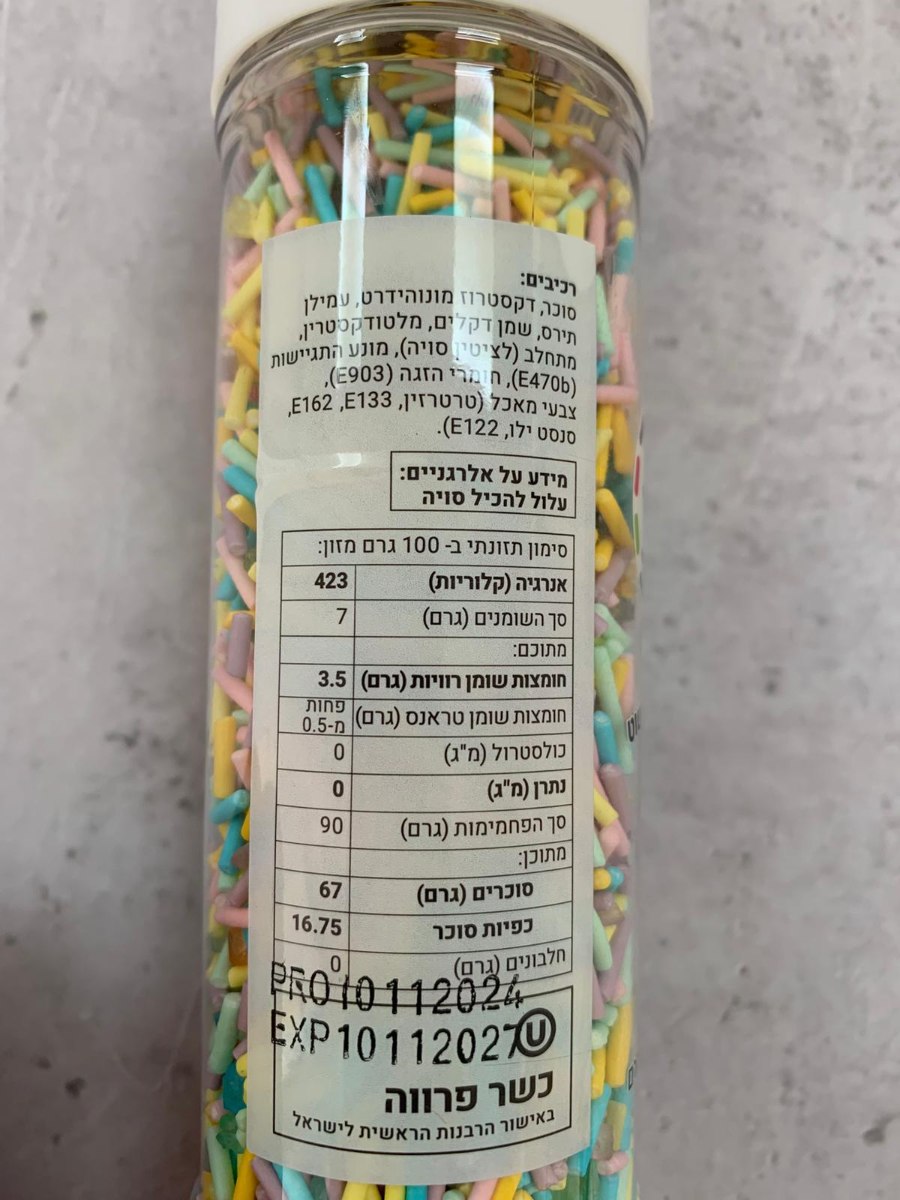 רכיבים:
סוכר, דקסטרוז מונוהידרט, עמילן
תירס, שמן דקלים, מלטודקסטרין,
מתחלב (לציטין סויה), מונע התגיישות
(E470b), חומרי הזגה (E903),
צבעי מאכל (טרטרזין, E162 ,E133,
סנסט ילו, E122).
מידע על אלרגניים:
עלול להכיל סויה
סימון תזונתי ב- 100 גרם מזון:
אנרגיה (קלוריות) 423
סך השומנים (גרם) 7
מתוכם:
חומצות שומן רוויות (גרם) 3.5
חומצות שומן טראנס (גרם) פחות מ-0.5
כולסטרול (מ"ג) 0
נתרן (מ"ג) 0
סך הפחמימות (גרם) 90
מתוכן:
סוכרים (גרם) 67
כפיות סוכר 16.75
חלבונים (גרם) 0
PRO10112024
EXP10112027
U
כשר פרווה
באישור הרבנות הראשית לישראל